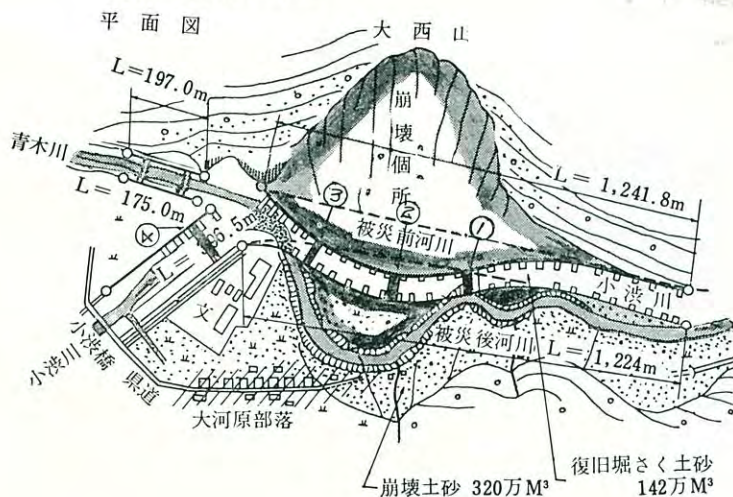 平面図
大西山
L=197.0m
崩壊個所
青木川
L= 175.0m
L= 1,241.8m
③
②
①
④
被災前河川
小渋川
文
被災後河川
L= 1,224m
小渋橋
小渋川
県道
大河原部落
崩壊土砂 320万M³
復旧堀さく土砂
142万M³